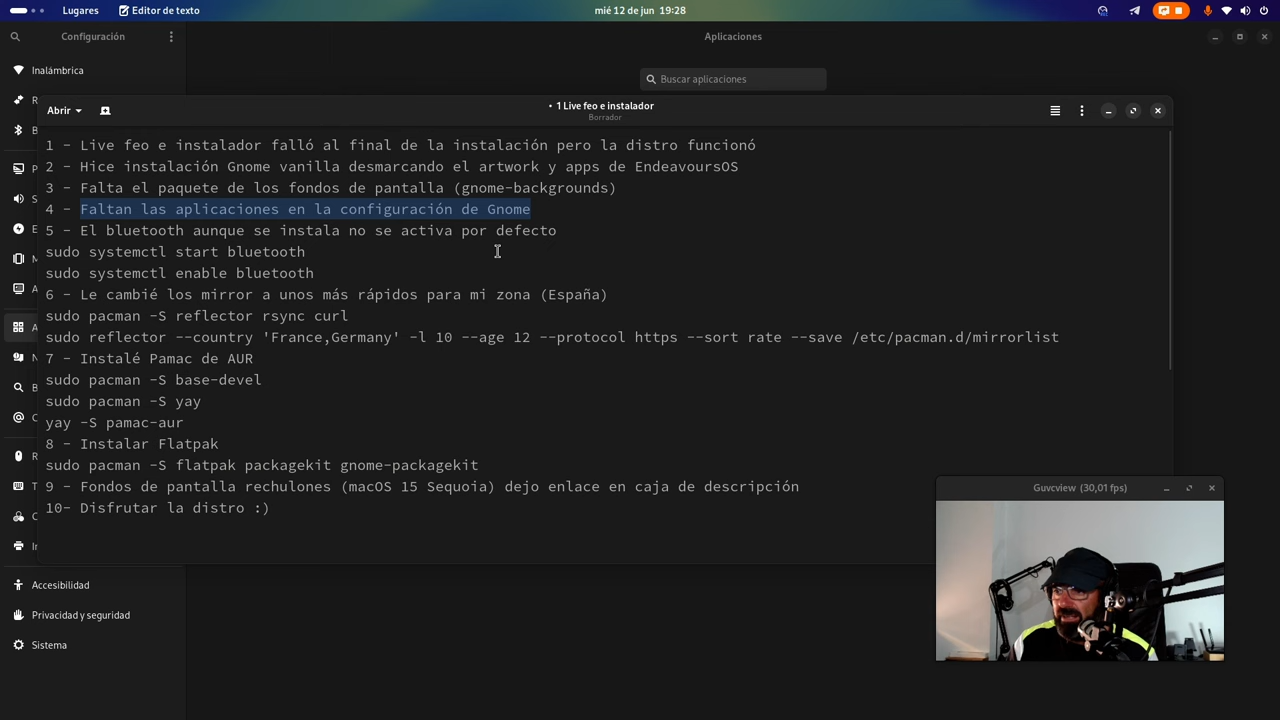 Lugares
Editor de texto
mié 12 de jun 19:28
Configuración
Aplicaciones
Inalámbrica
Buscar aplicaciones
Abrir
• 1 Live feo e instalador
Borrador
1 - Live feo e instalador falló al final de la instalación pero la distro funcionó
2 - Hice instalación Gnome vanilla desmarcando el artwork y apps de EndeavoursOS
3 - Falta el paquete de los fondos de pantalla (gnome-backgrounds)
4 - Faltan las aplicaciones en la configuración de Gnome
5 - El bluetooth aunque se instala no se activa por defecto
sudo systemctl start bluetooth
sudo systemctl enable bluetooth
6 - Le cambié los mirror a unos más rápidos para mi zona (España)
sudo pacman -S reflector rsync curl
sudo reflector --country 'France,Germany' -l 10 --age 12 --protocol https --sort rate --save /etc/pacman.d/mirrorlist
7 - Instalé Pamac de AUR
sudo pacman -S base-devel
sudo pacman -S yay
yay -S pamac-aur
8 - Instalar Flatpak
sudo pacman -S flatpak packagekit gnome-packagekit
9 - Fondos de pantalla rechulones (macOS 15 Sequoia) dejo enlace en caja de descripción
10- Disfrutar la distro :)
Guvcview (30,01 fps)
Accesibilidad
Privacidad y seguridad
Sistema